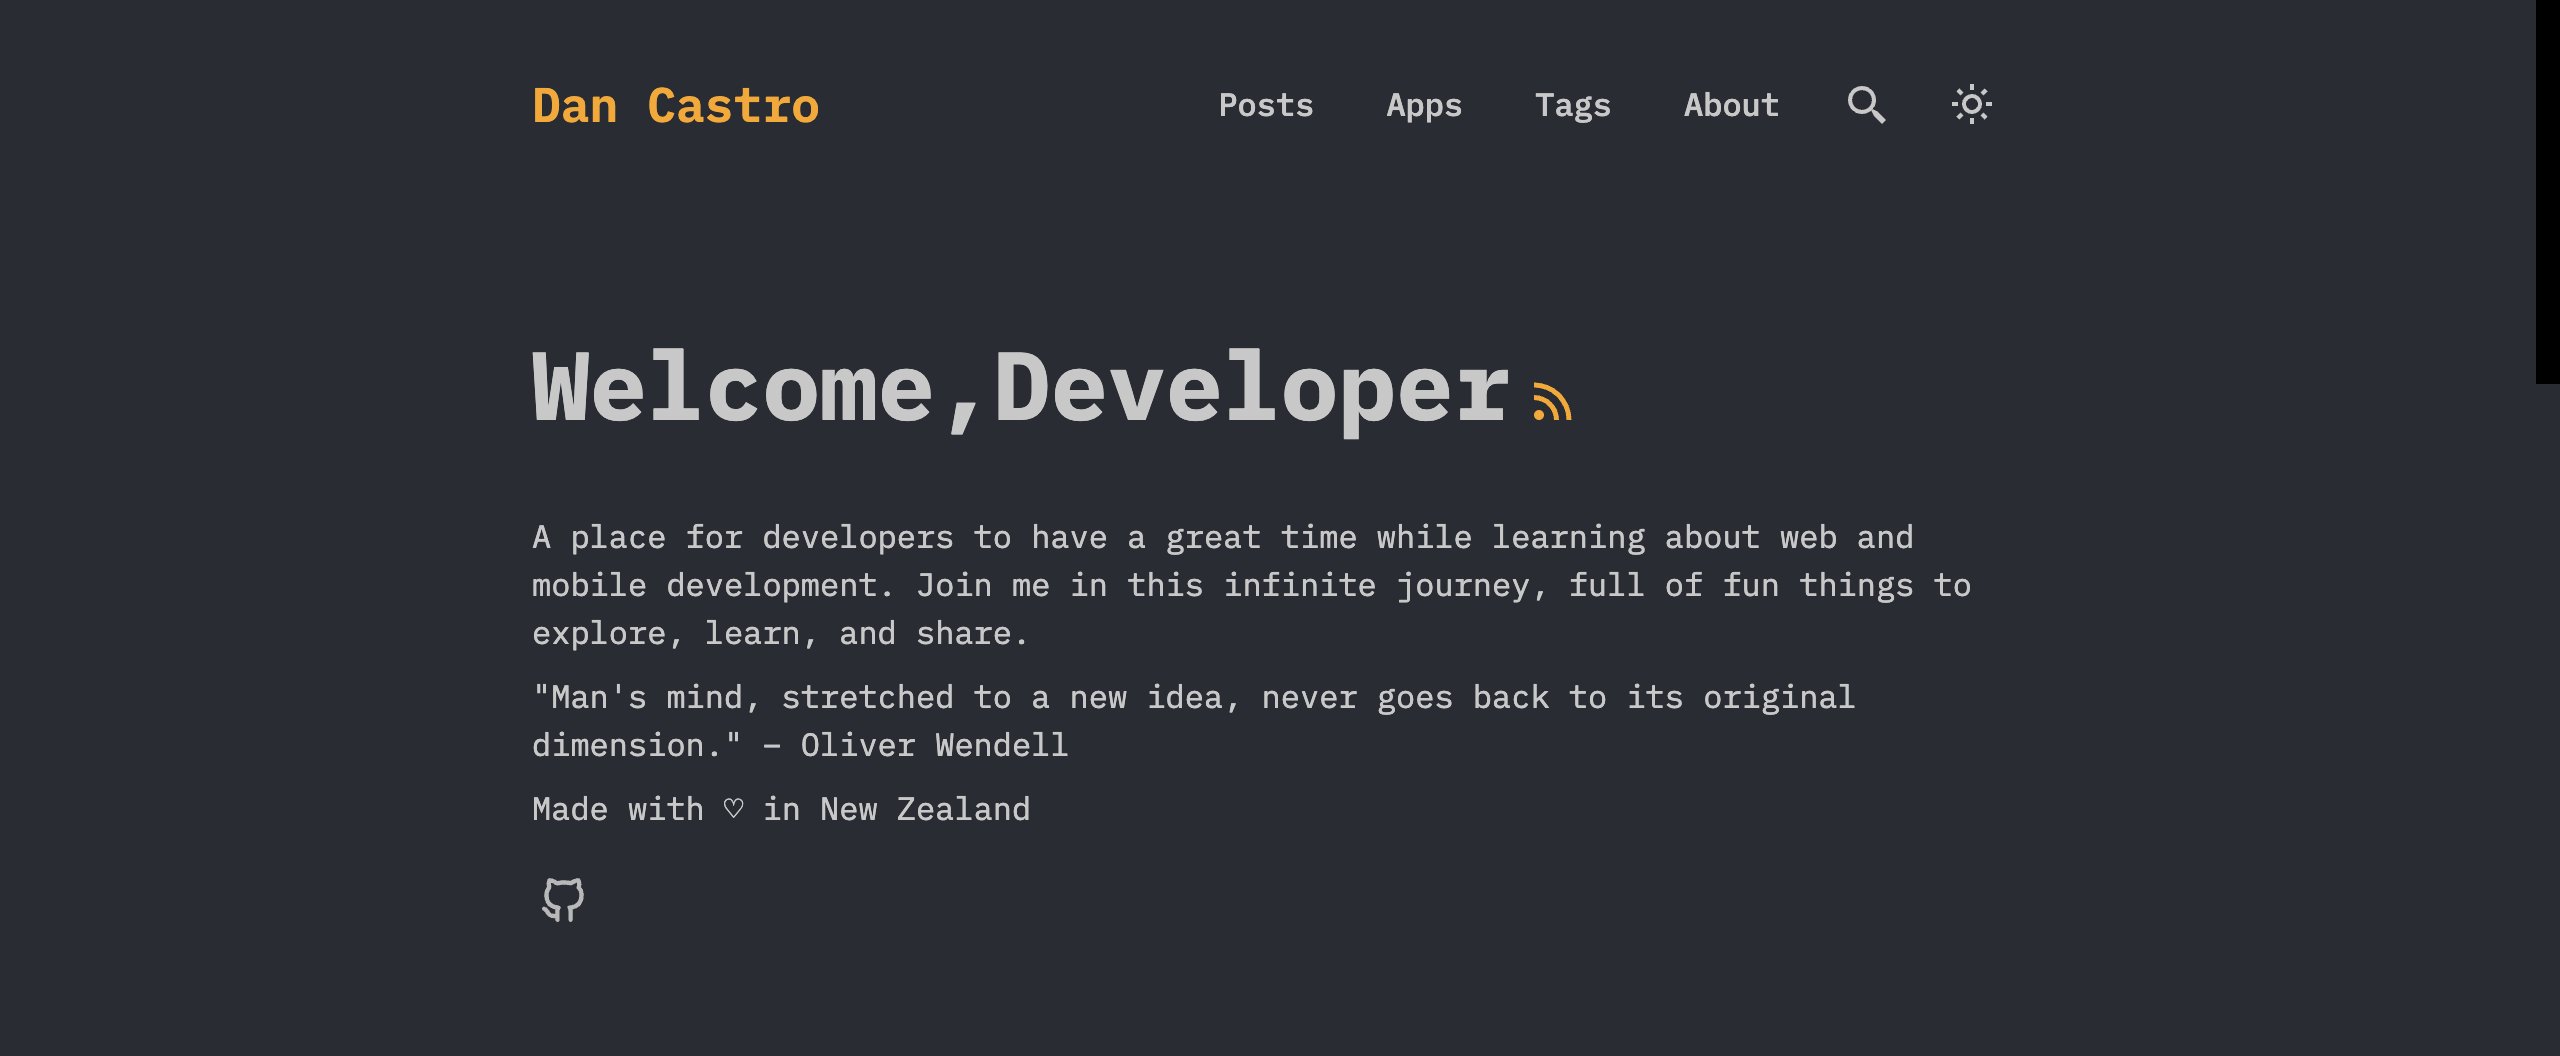 Dan Castro
Posts Apps Tags About
Welcome,Developer
A place for developers to have a great time while learning about web and
mobile development. Join me in this infinite journey, full of fun things to
explore, learn, and share.
"Man's mind, stretched to a new idea, never goes back to its original
dimension." – Oliver Wendell
Made with ♡ in New Zealand